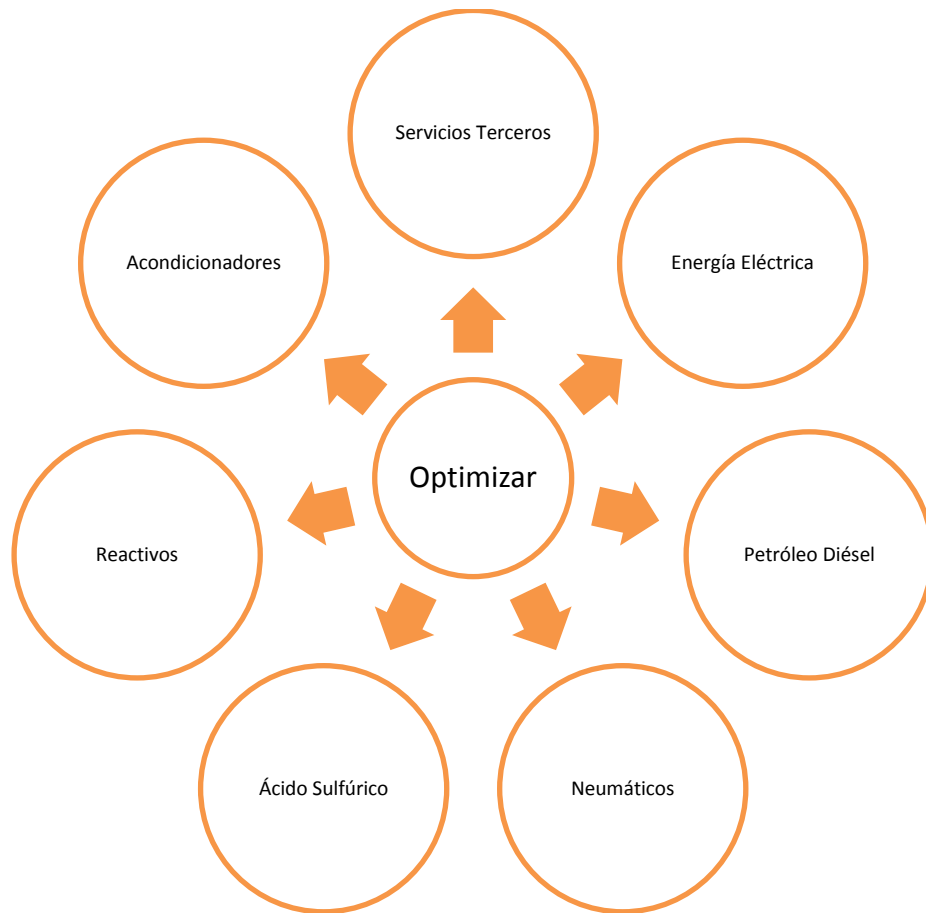 Servicios Terceros
Acondicionadores
Energía Eléctrica
Optimizar
Reactivos
Petróleo Diésel
Ácido Sulfúrico
Neumáticos